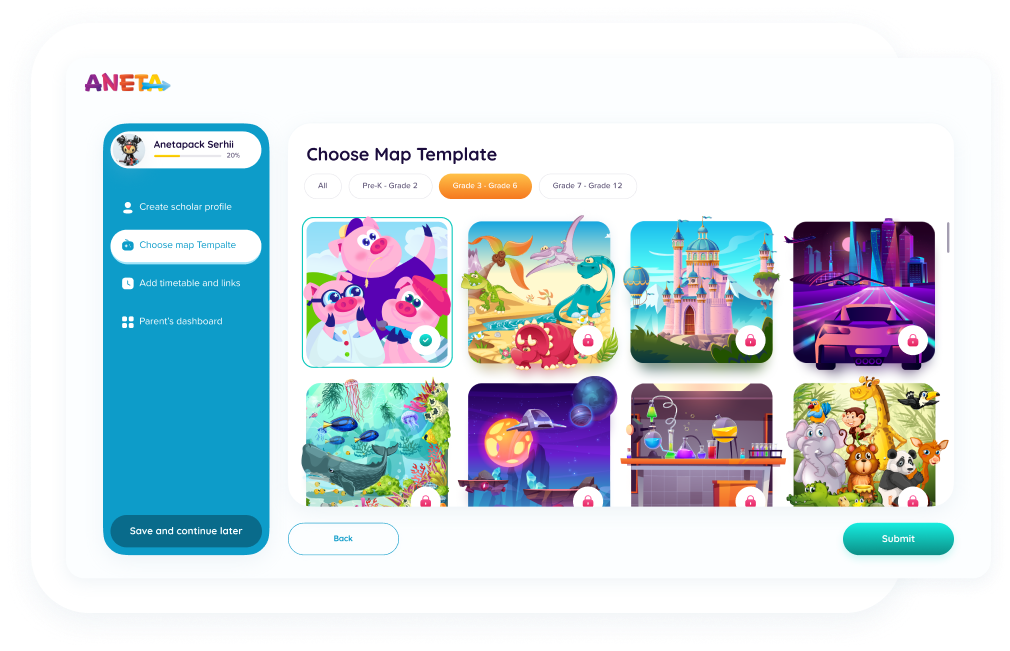 ANETA
Anetapack Serhii
20%
Create scholar profile
Choose map Tempalte
Add timetable and links
Parent's dashboard
Save and continue later
Choose Map Template
All
Pre-K - Grade 2
Grade 3 - Grade 6
Grade 7 - Grade 12
Back
Submit